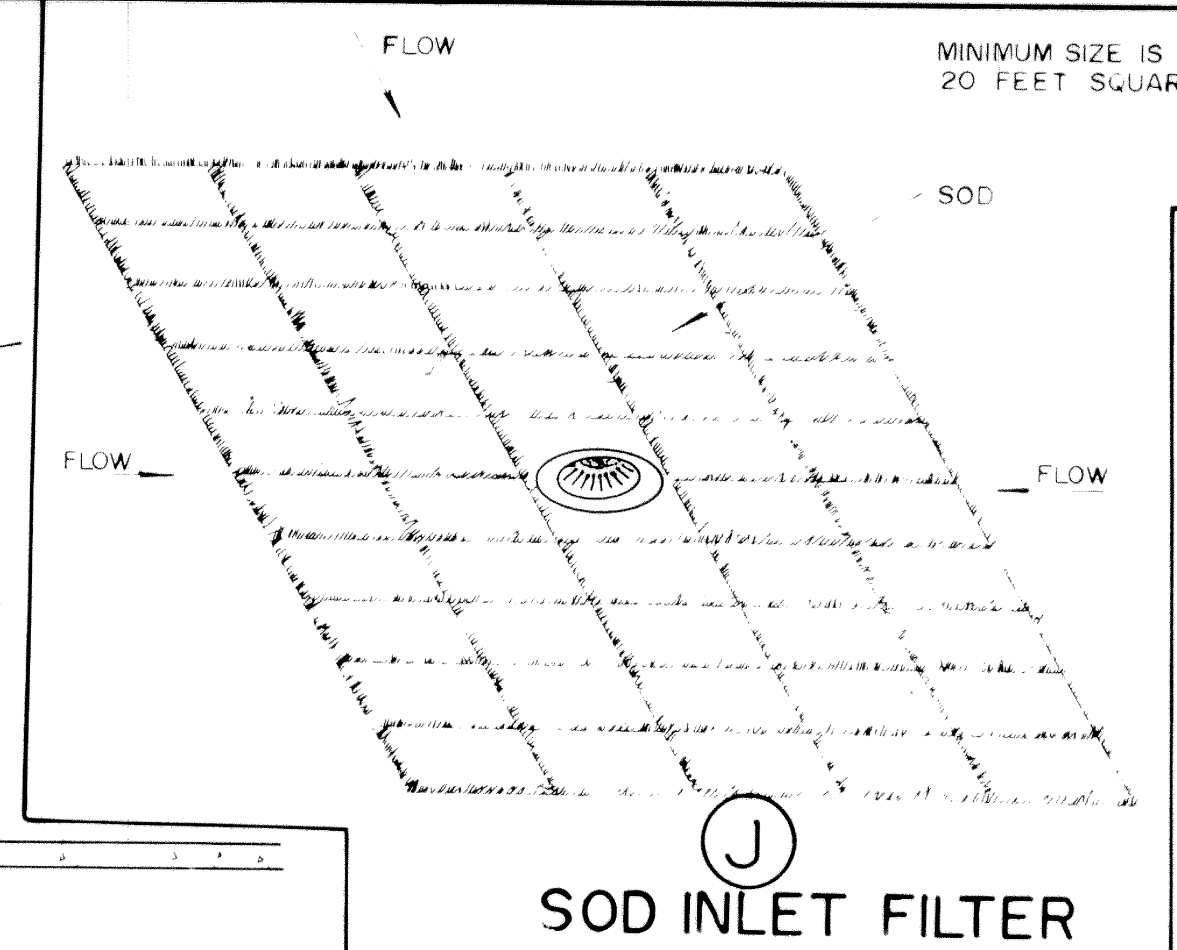 FLOW
MINIMUM SIZE IS
20 FEET SQUAR
SOD
FLOW
FLOW
J
SOD INLET FILTER